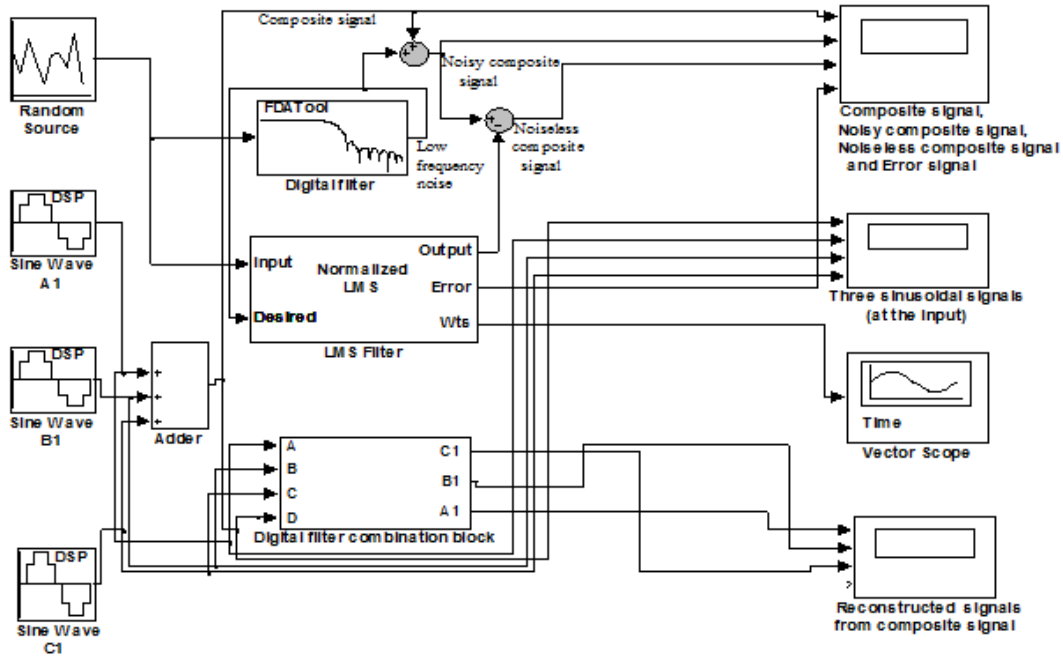 Composite signal
Random
Source
FDATool
Digital filter
Low
frequency
noise
Noisy composite
signal
Noiseless
composite
signal
Composite signal,
Noisy composite signal,
Noiseless composite signal
and Error signal
DSP
Sine Wave
A1
Input
Normalized
LMS
Output
Error
Desired
Wts
LMS Filter
Three sinusoidal signals
(at the input)
DSP
Sine Wave
B1
+
+
+
Adder
Time
Vector Scope
A
B
C
D
C1
B1
A1
Digital filter combination block
DSP
Sine Wave
C1
Reconstructed signals
from composite signal